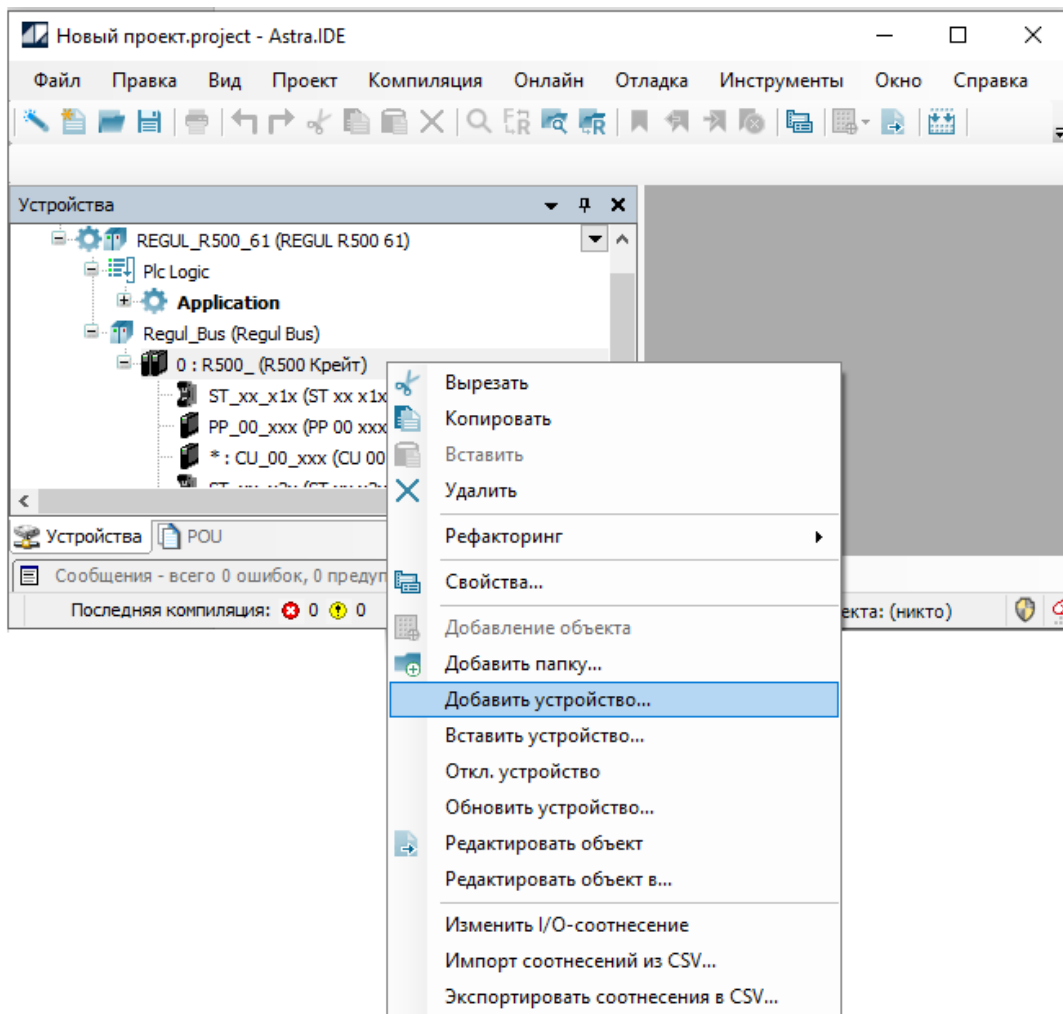 Новый проект.project - Astra.IDE
Файл Правка Вид Проект Компиляция Онлайн Отладка Инструменты Окно Справка
Устройства
REGUL_R500_61 (REGUL R500 61)
Plc Logic
Application
Regul_Bus (Regul Bus)
0 : R500_ (R500 Крейт)
ST_xx_x1x (ST xx x1x
PP_00_xxx (PP 00 xxx
* : CU_00_xxx (CU 00
Устройства POU
Сообщения - всего 0 ошибок, 0 предуп
Последняя компиляция: 0 0
екта: (никто)
Вырезать
Копировать
Вставить
Удалить
Рефакторинг
Свойства...
Добавление объекта
Добавить папку...
Добавить устройство...
Вставить устройство...
Откл. устройство
Обновить устройство...
Редактировать объект
Редактировать объект в...
Изменить I/O-соотнесение
Импорт соотнесений из CSV...
Экспортировать соотнесения в CSV...